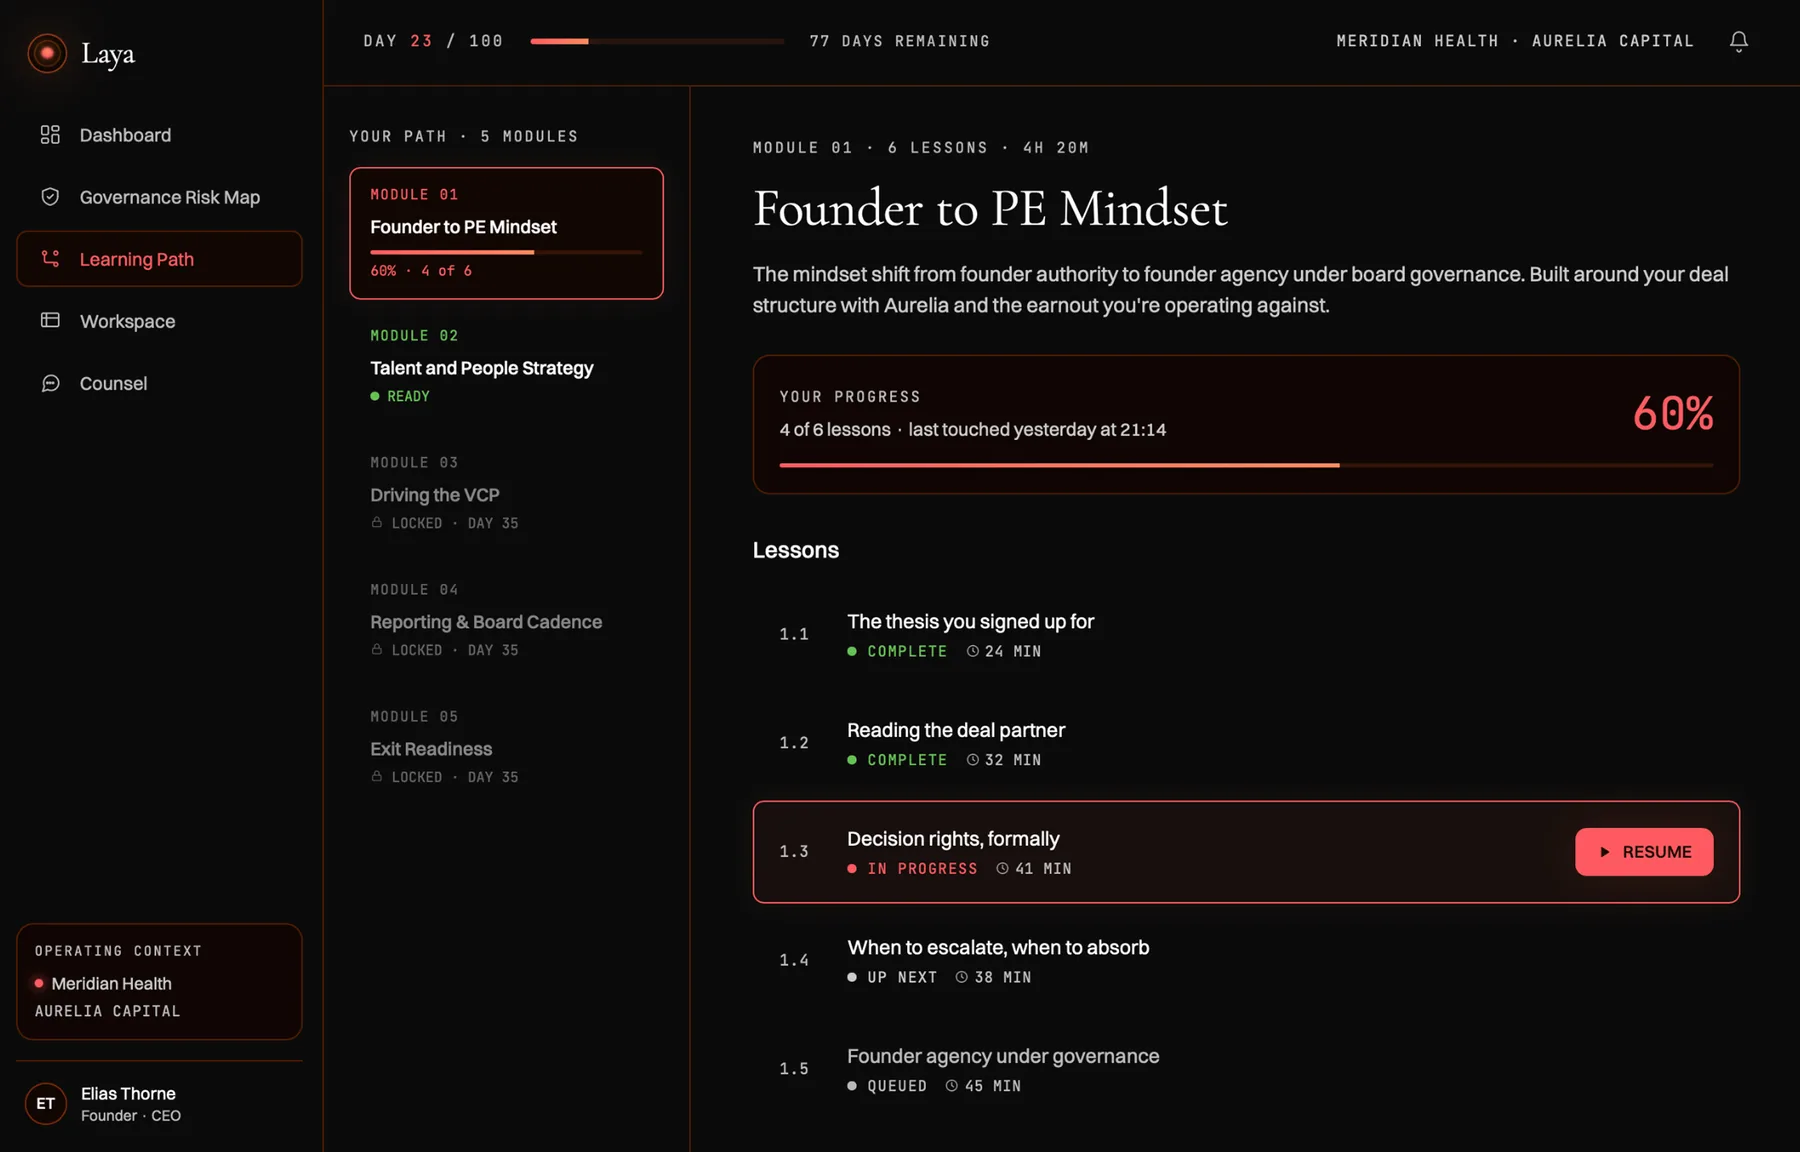 Laya
Dashboard
Governance Risk Map
Learning Path
Workspace
Counsel
OPERATING CONTEXT
Meridian Health
AURELIA CAPITAL
ET
Elias Thorne
Founder · CEO
DAY 23 / 100
77 DAYS REMAINING
MERIDIAN HEALTH · AURELIA CAPITAL
YOUR PATH · 5 MODULES
MODULE 01
Founder to PE Mindset
60% · 4 of 6
MODULE 02
Talent and People Strategy
READY
MODULE 03
Driving the VCP
LOCKED · DAY 35
MODULE 04
Reporting & Board Cadence
LOCKED · DAY 35
MODULE 05
Exit Readiness
LOCKED · DAY 35
MODULE 01 · 6 LESSONS · 4H 20M
Founder to PE Mindset
The mindset shift from founder authority to founder agency under board governance. Built around your deal
structure with Aurelia and the earnout you're operating against.
YOUR PROGRESS
4 of 6 lessons · last touched yesterday at 21:14
60%
Lessons
1.1
The thesis you signed up for
COMPLETE 24 MIN
1.2
Reading the deal partner
COMPLETE 32 MIN
1.3
Decision rights, formally
IN PROGRESS 41 MIN
RESUME
1.4
When to escalate, when to absorb
UP NEXT 38 MIN
1.5
Founder agency under governance
QUEUED 45 MIN